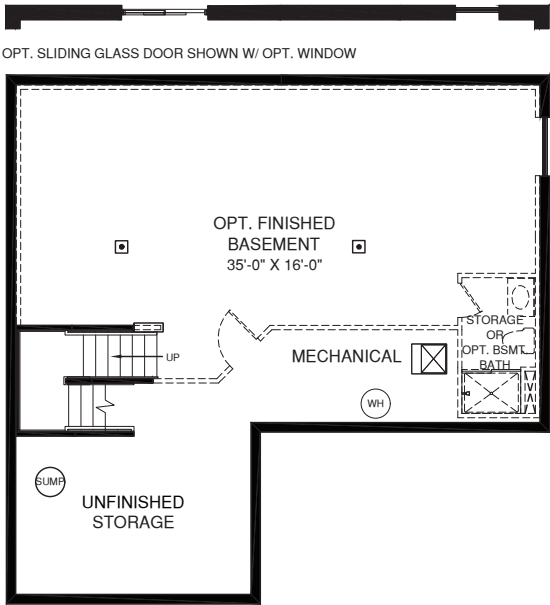 OPT. SLIDING GLASS DOOR SHOWN W/ OPT. WINDOW
OPT. FINISHED
BASEMENT
35'-0" X 16'-0"
STORAGE
OR
OPT. BSMT.
BATH
UP
MECHANICAL
WH
SUMP
UNFINISHED
STORAGE